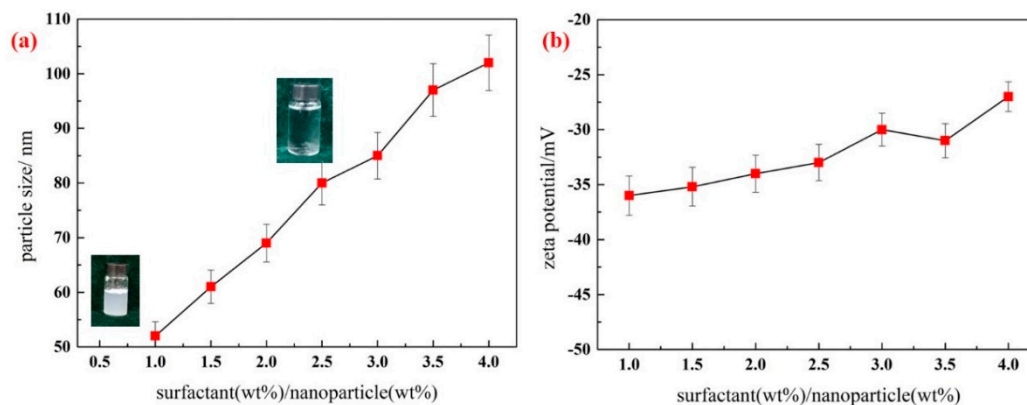 (a)
particle size/ nm
110
100
90
80
70
60
50
0.5 1.0 1.5 2.0 2.5 3.0 3.5 4.0
surfactant(wt%)/nanoparticle(wt%)
(b)
zeta potential/mV
-20
-25
-30
-35
-40
-45
-50
1.0 1.5 2.0 2.5 3.0 3.5 4.0
surfactant(wt%)/nanoparticle(wt%)